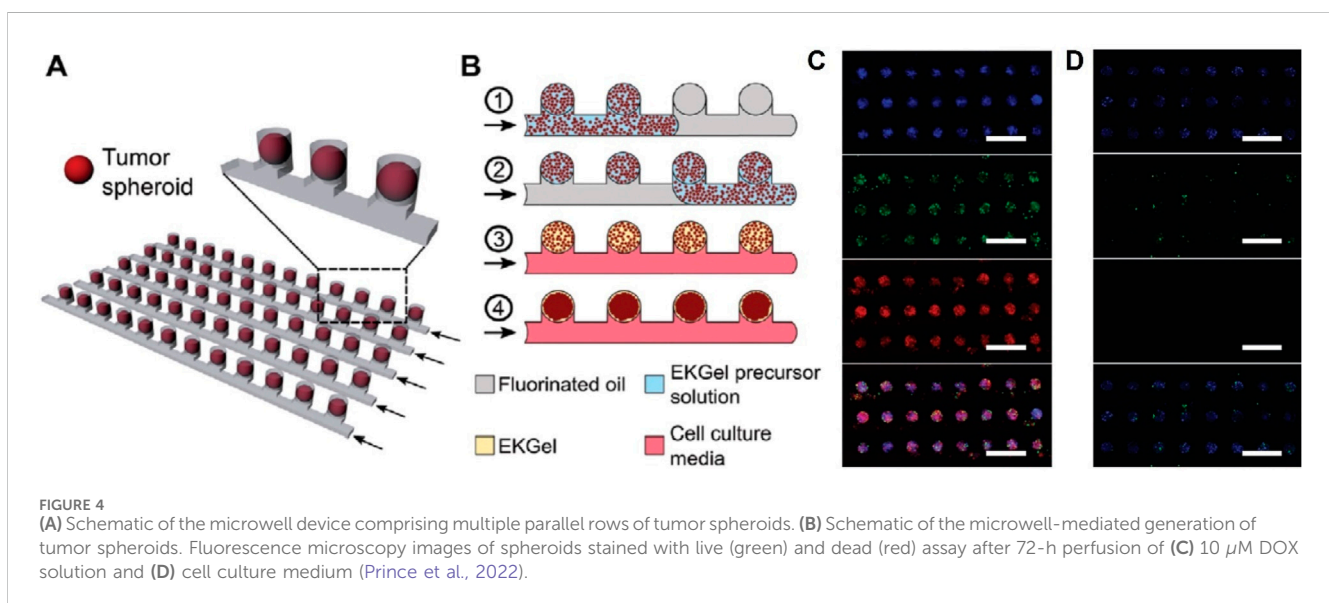 A
Tumor
spheroid
B
①
②
③
④
Fluorinated oil
EKGel precursor
solution
EKGel
Cell culture
media
C
D
FIGURE 4
(A) Schematic of the microwell device comprising multiple parallel rows of tumor spheroids. (B) Schematic of the microwell-mediated generation of
tumor spheroids. Fluorescence microscopy images of spheroids stained with live (green) and dead (red) assay after 72-h perfusion of (C) 10 µM DOX
solution and (D) cell culture medium (Prince et al., 2022).